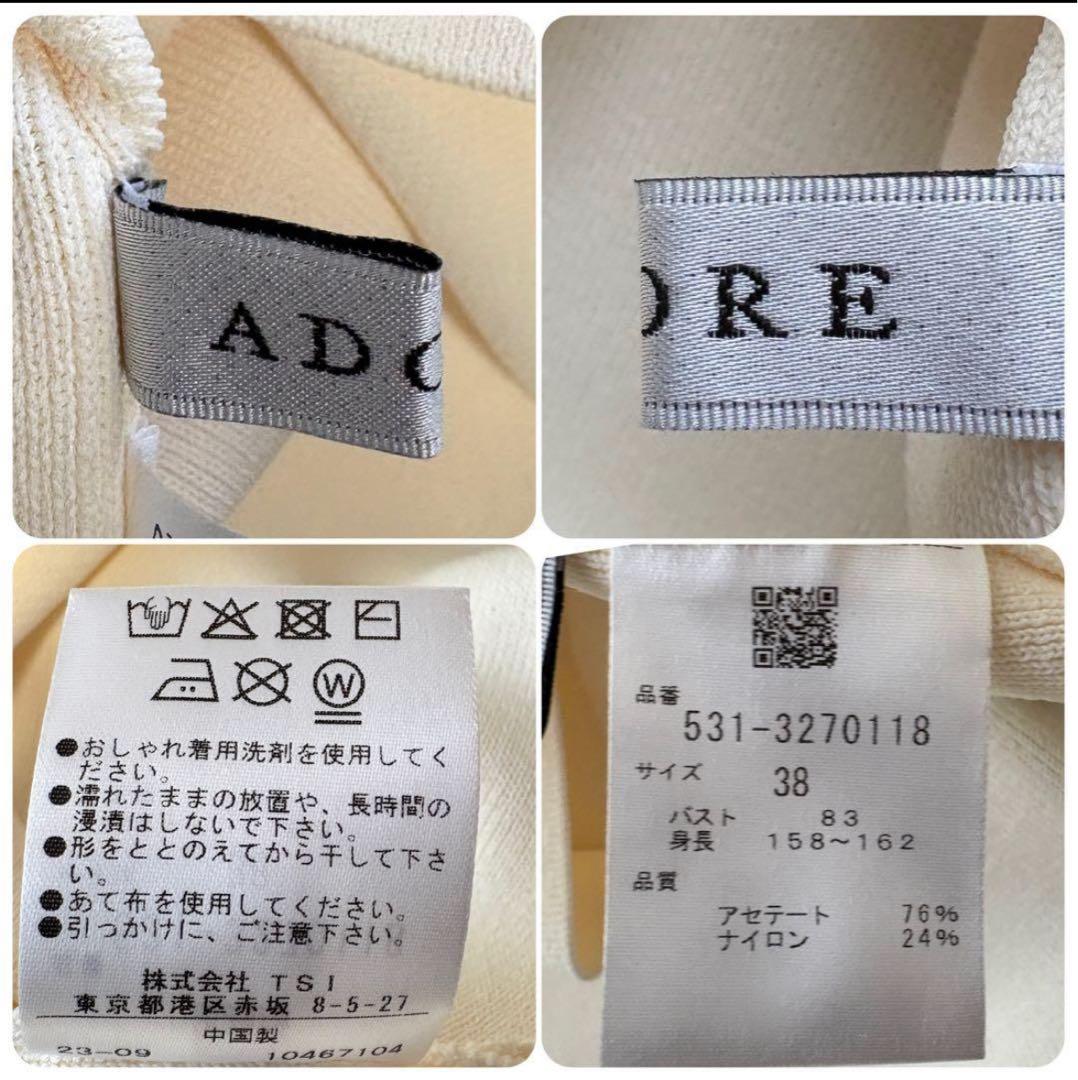 ADO
ORE
W
●おしゃれ着用洗剤を使用してく
ださい。
●濡れたままの放置や、長時間の
浸漬はしないで下さい。
●形をととのえてから干して下さ
い。
●あて布を使用してください。
●引っかけに、ご注意下さい。
株式会社 TSI
東京都港区赤坂 8-5-27
中国製
23-09 10467104
品番
531-3270118
サイズ 38
バスト 83
身長 158～162
品質
アセテート 76%
ナイロン 24%